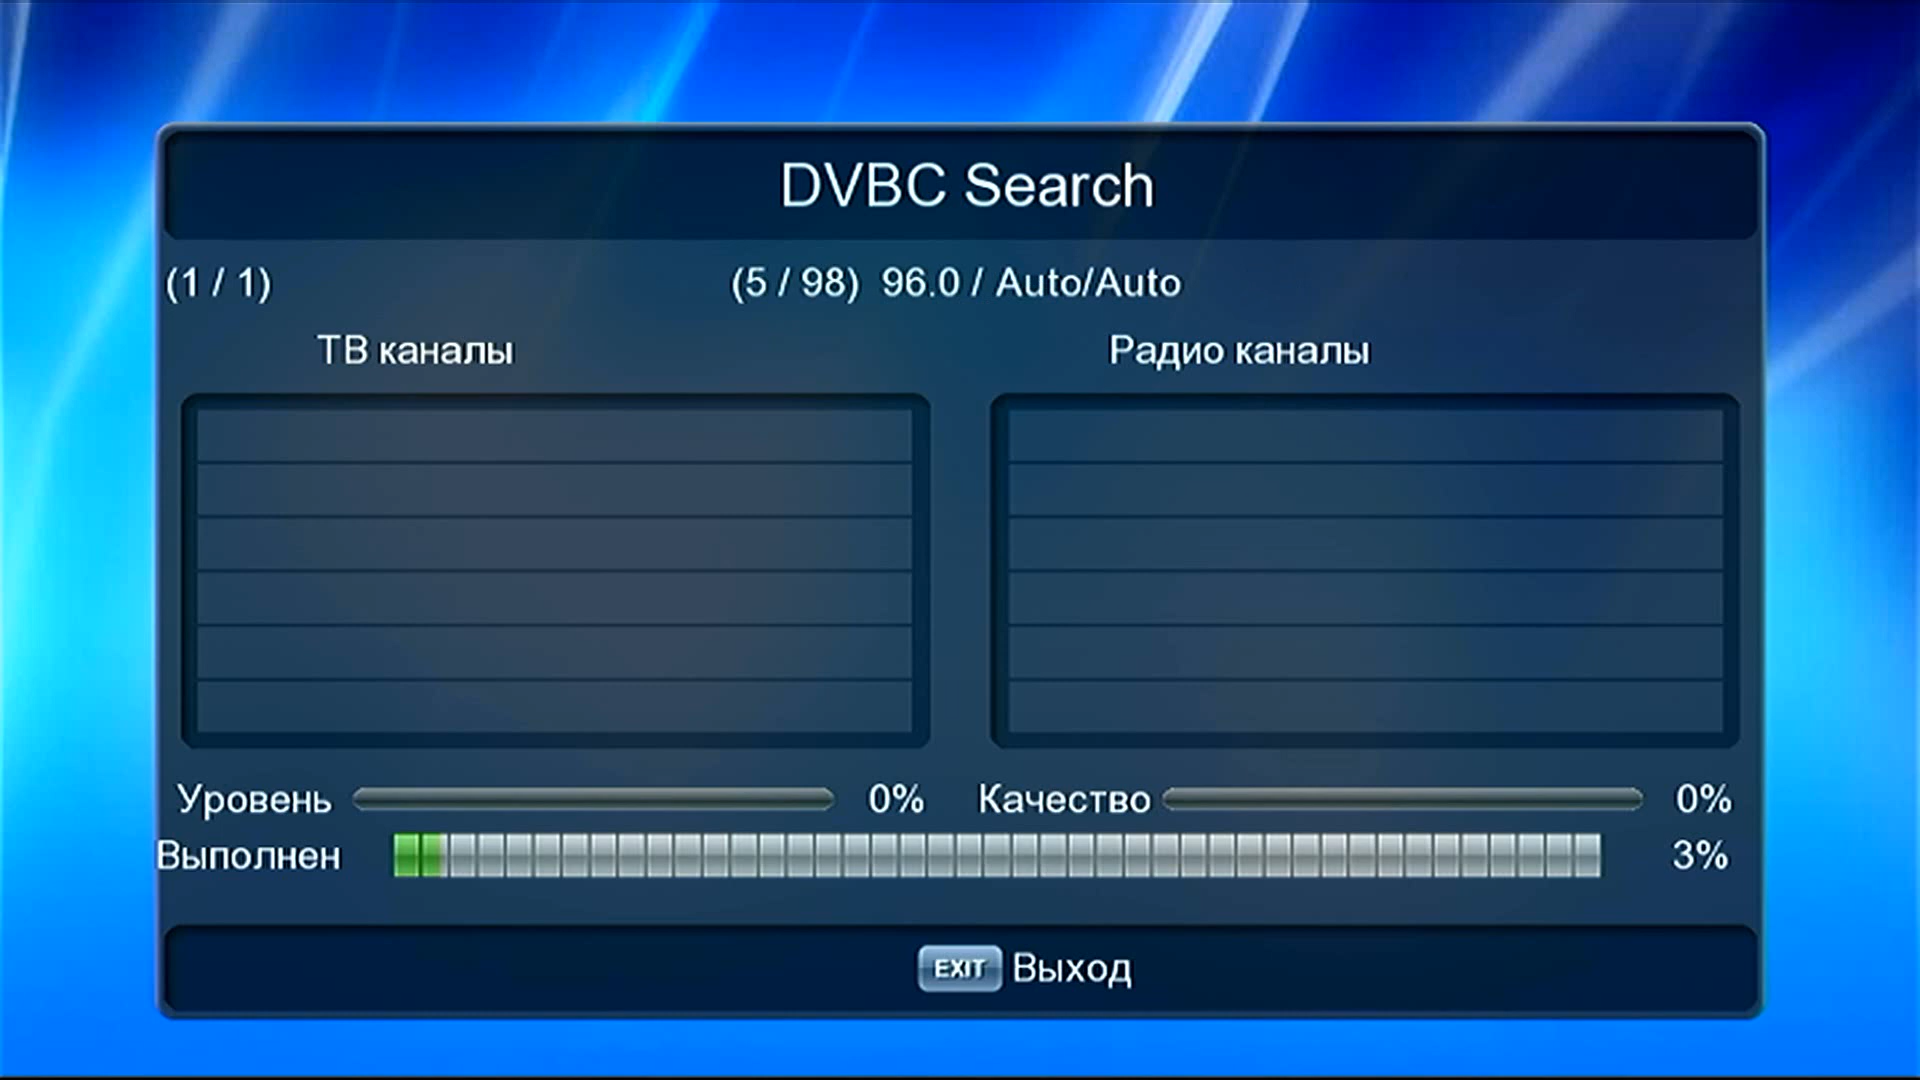 DVBC Search
(1 / 1) (5 / 98) 96.0 / Auto/Auto
ТВ каналы Радио каналы
Уровень 0% Качество 0%
Выполнен 3%
EXIT Выход